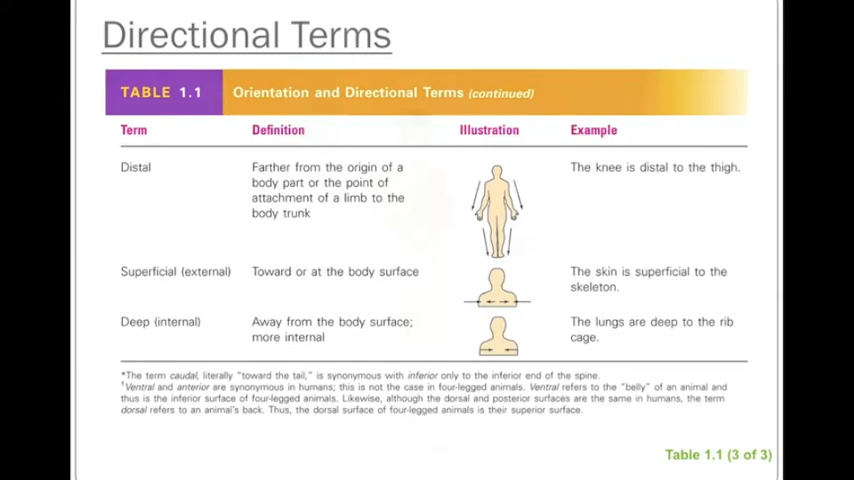 Directional Terms
TABLE 1.1 Orientation and Directional Terms (continued)
Term Definition Illustration Example
Distal Farther from the origin of a The knee is distal to the thigh.
body part or the point of
attachment of a limb to the
body trunk
Superficial (external) Toward or at the body surface The skin is superficial to the
skeleton.
Deep (internal) Away from the body surface; The lungs are deep to the rib
more internal cage.
*The term caudal, literally “toward the tail,” is synonymous with inferior only to the inferior end of the spine.
†Ventral and anterior are synonymous in humans; this is not the case in four-legged animals. Ventral refers to the “belly” of an animal and
thus is the inferior surface of four-legged animals. Likewise, although the dorsal and posterior surfaces are the same in humans, the term
dorsal refers to an animal’s back. Thus, the dorsal surface of four-legged animals is their superior surface.
Table 1.1 (3 of 3)